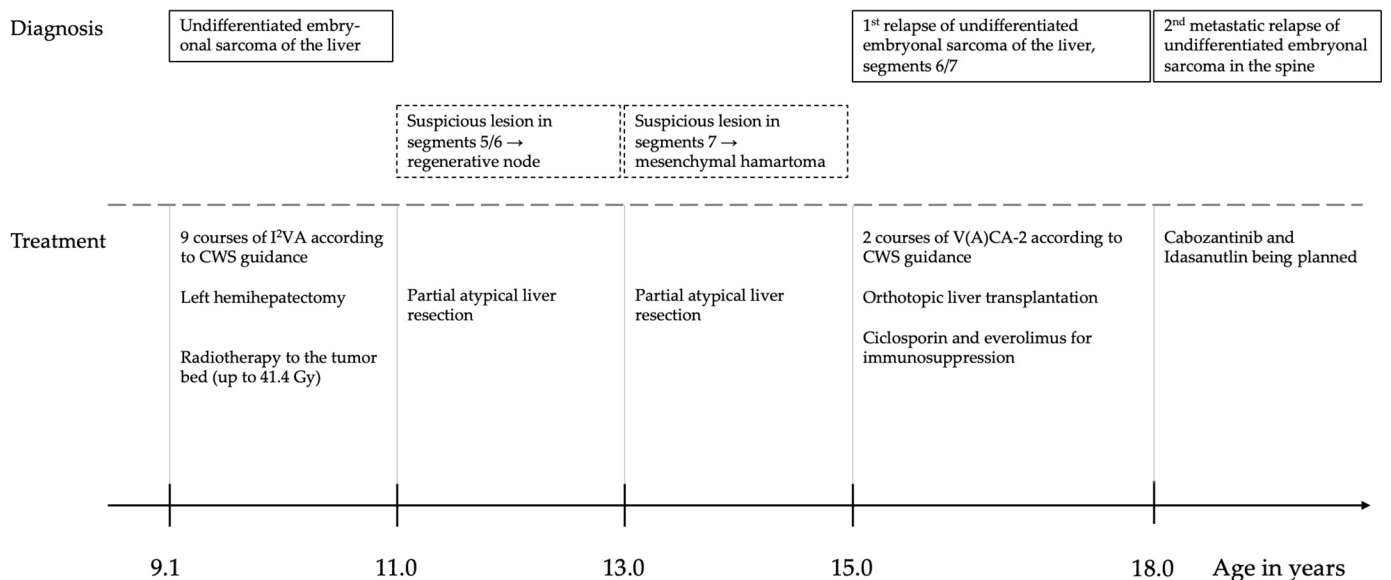 Diagnosis
Undifferentiated embry-
onal sarcoma of the liver
1st relapse of undifferentiated
embryonal sarcoma of the liver,
segments 6/7
2nd metastatic relapse of
undifferentiated embryonal
sarcoma in the spine
Suspicious lesion in
segments 5/6 →
regenerative node
Suspicious lesion in
segments 7 →
mesenchymal hamartoma
Treatment
9 courses of I²VA according
to CWS guidance
Left hemihepatectomy
Radiotherapy to the tumor
bed (up to 41.4 Gy)
Partial atypical liver
resection
Partial atypical liver
resection
2 courses of V(A)CA-2 according to
CWS guidance
Orthotopic liver transplantation
Ciclosporin and everolimus for
immunosuppression
Cabozantinib and
Idasanutlin being planned
9.1 11.0 13.0 15.0 18.0 Age in years